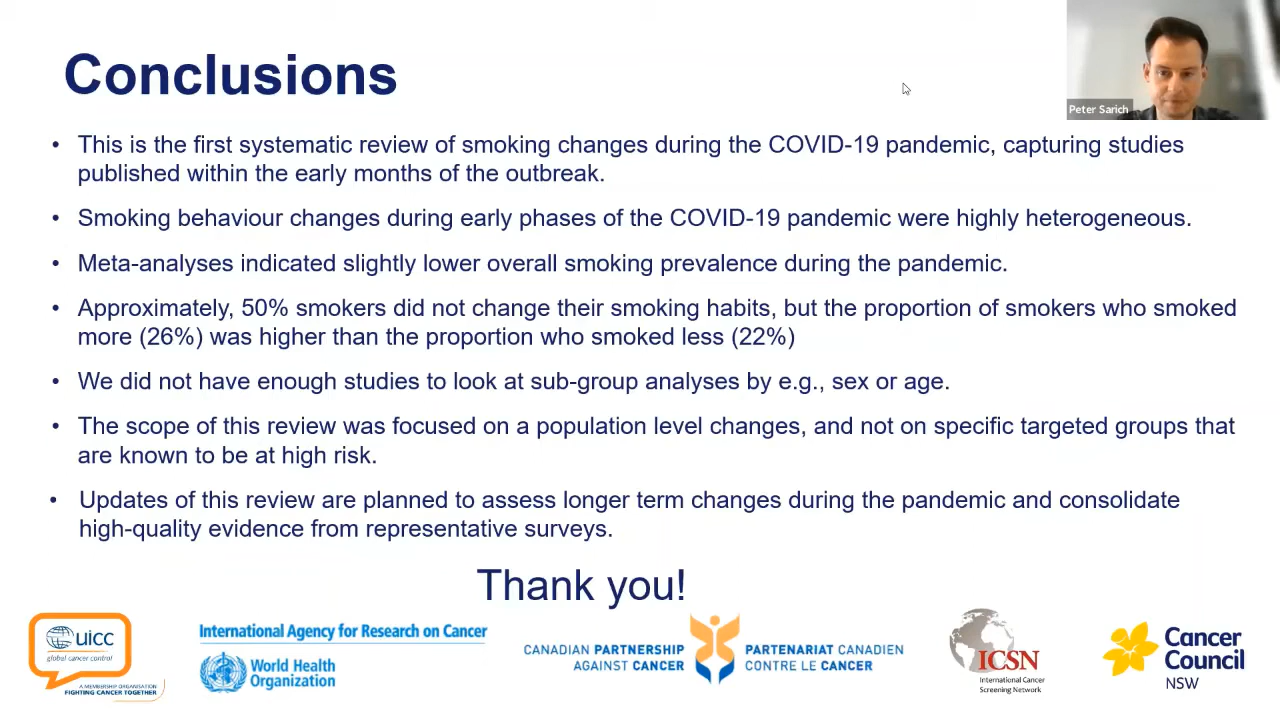 Conclusions
Peter Sarich
• This is the first systematic review of smoking changes during the COVID-19 pandemic, capturing studies
published within the early months of the outbreak.
• Smoking behaviour changes during early phases of the COVID-19 pandemic were highly heterogeneous.
• Meta-analyses indicated slightly lower overall smoking prevalence during the pandemic.
• Approximately, 50% smokers did not change their smoking habits, but the proportion of smokers who smoked
more (26%) was higher than the proportion who smoked less (22%)
• We did not have enough studies to look at sub-group analyses by e.g., sex or age.
• The scope of this review was focused on a population level changes, and not on specific targeted groups that
are known to be at high risk.
• Updates of this review are planned to assess longer term changes during the pandemic and consolidate
high-quality evidence from representative surveys.
Thank you!
uicc
global cancer control
A MEMBERSHIP ORGANISATION
FIGHTING CANCER TOGETHER
International Agency for Research on Cancer
World Health
Organization
CANADIAN PARTNERSHIP
AGAINST CANCER
PARTENARIAT CANADIEN
CONTRE LE CANCER
ICSN
International Cancer
Screening Network
Cancer
Council
NSW